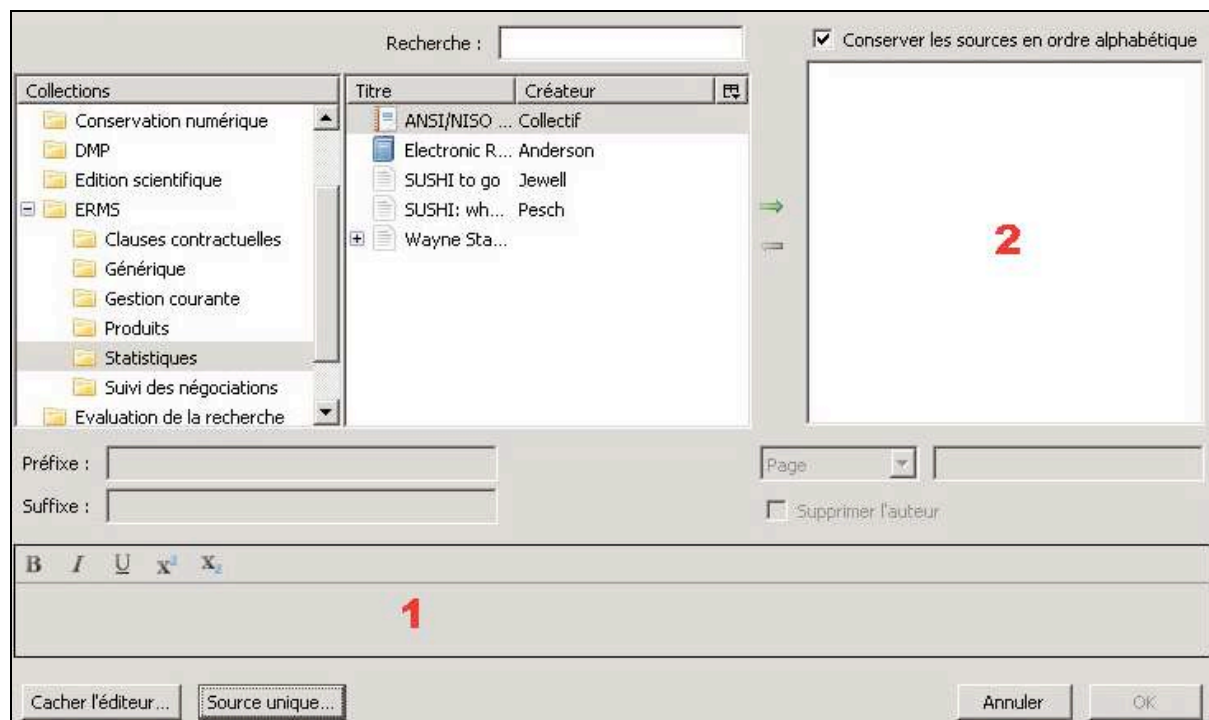 Recherche :
Conserver les sources en ordre alphabétique
Collections
Conservation numérique
DMP
Edition scientifique
ERMS
Clauses contractuelles
Générique
Gestion courante
Produits
Statistiques
Suivi des négociations
Evaluation de la recherche
Titre Créateur
ANSI/NISO ... Collectif
Electronic R... Anderson
SUSHI to go Jewell
SUSHI: wh... Pesch
Wayne Sta...
2
Préfixe :
Page
Suffixe :
Supprimer l'auteur
B I U X² X₂
1
Cacher l'éditeur... Source unique... Annuler OK